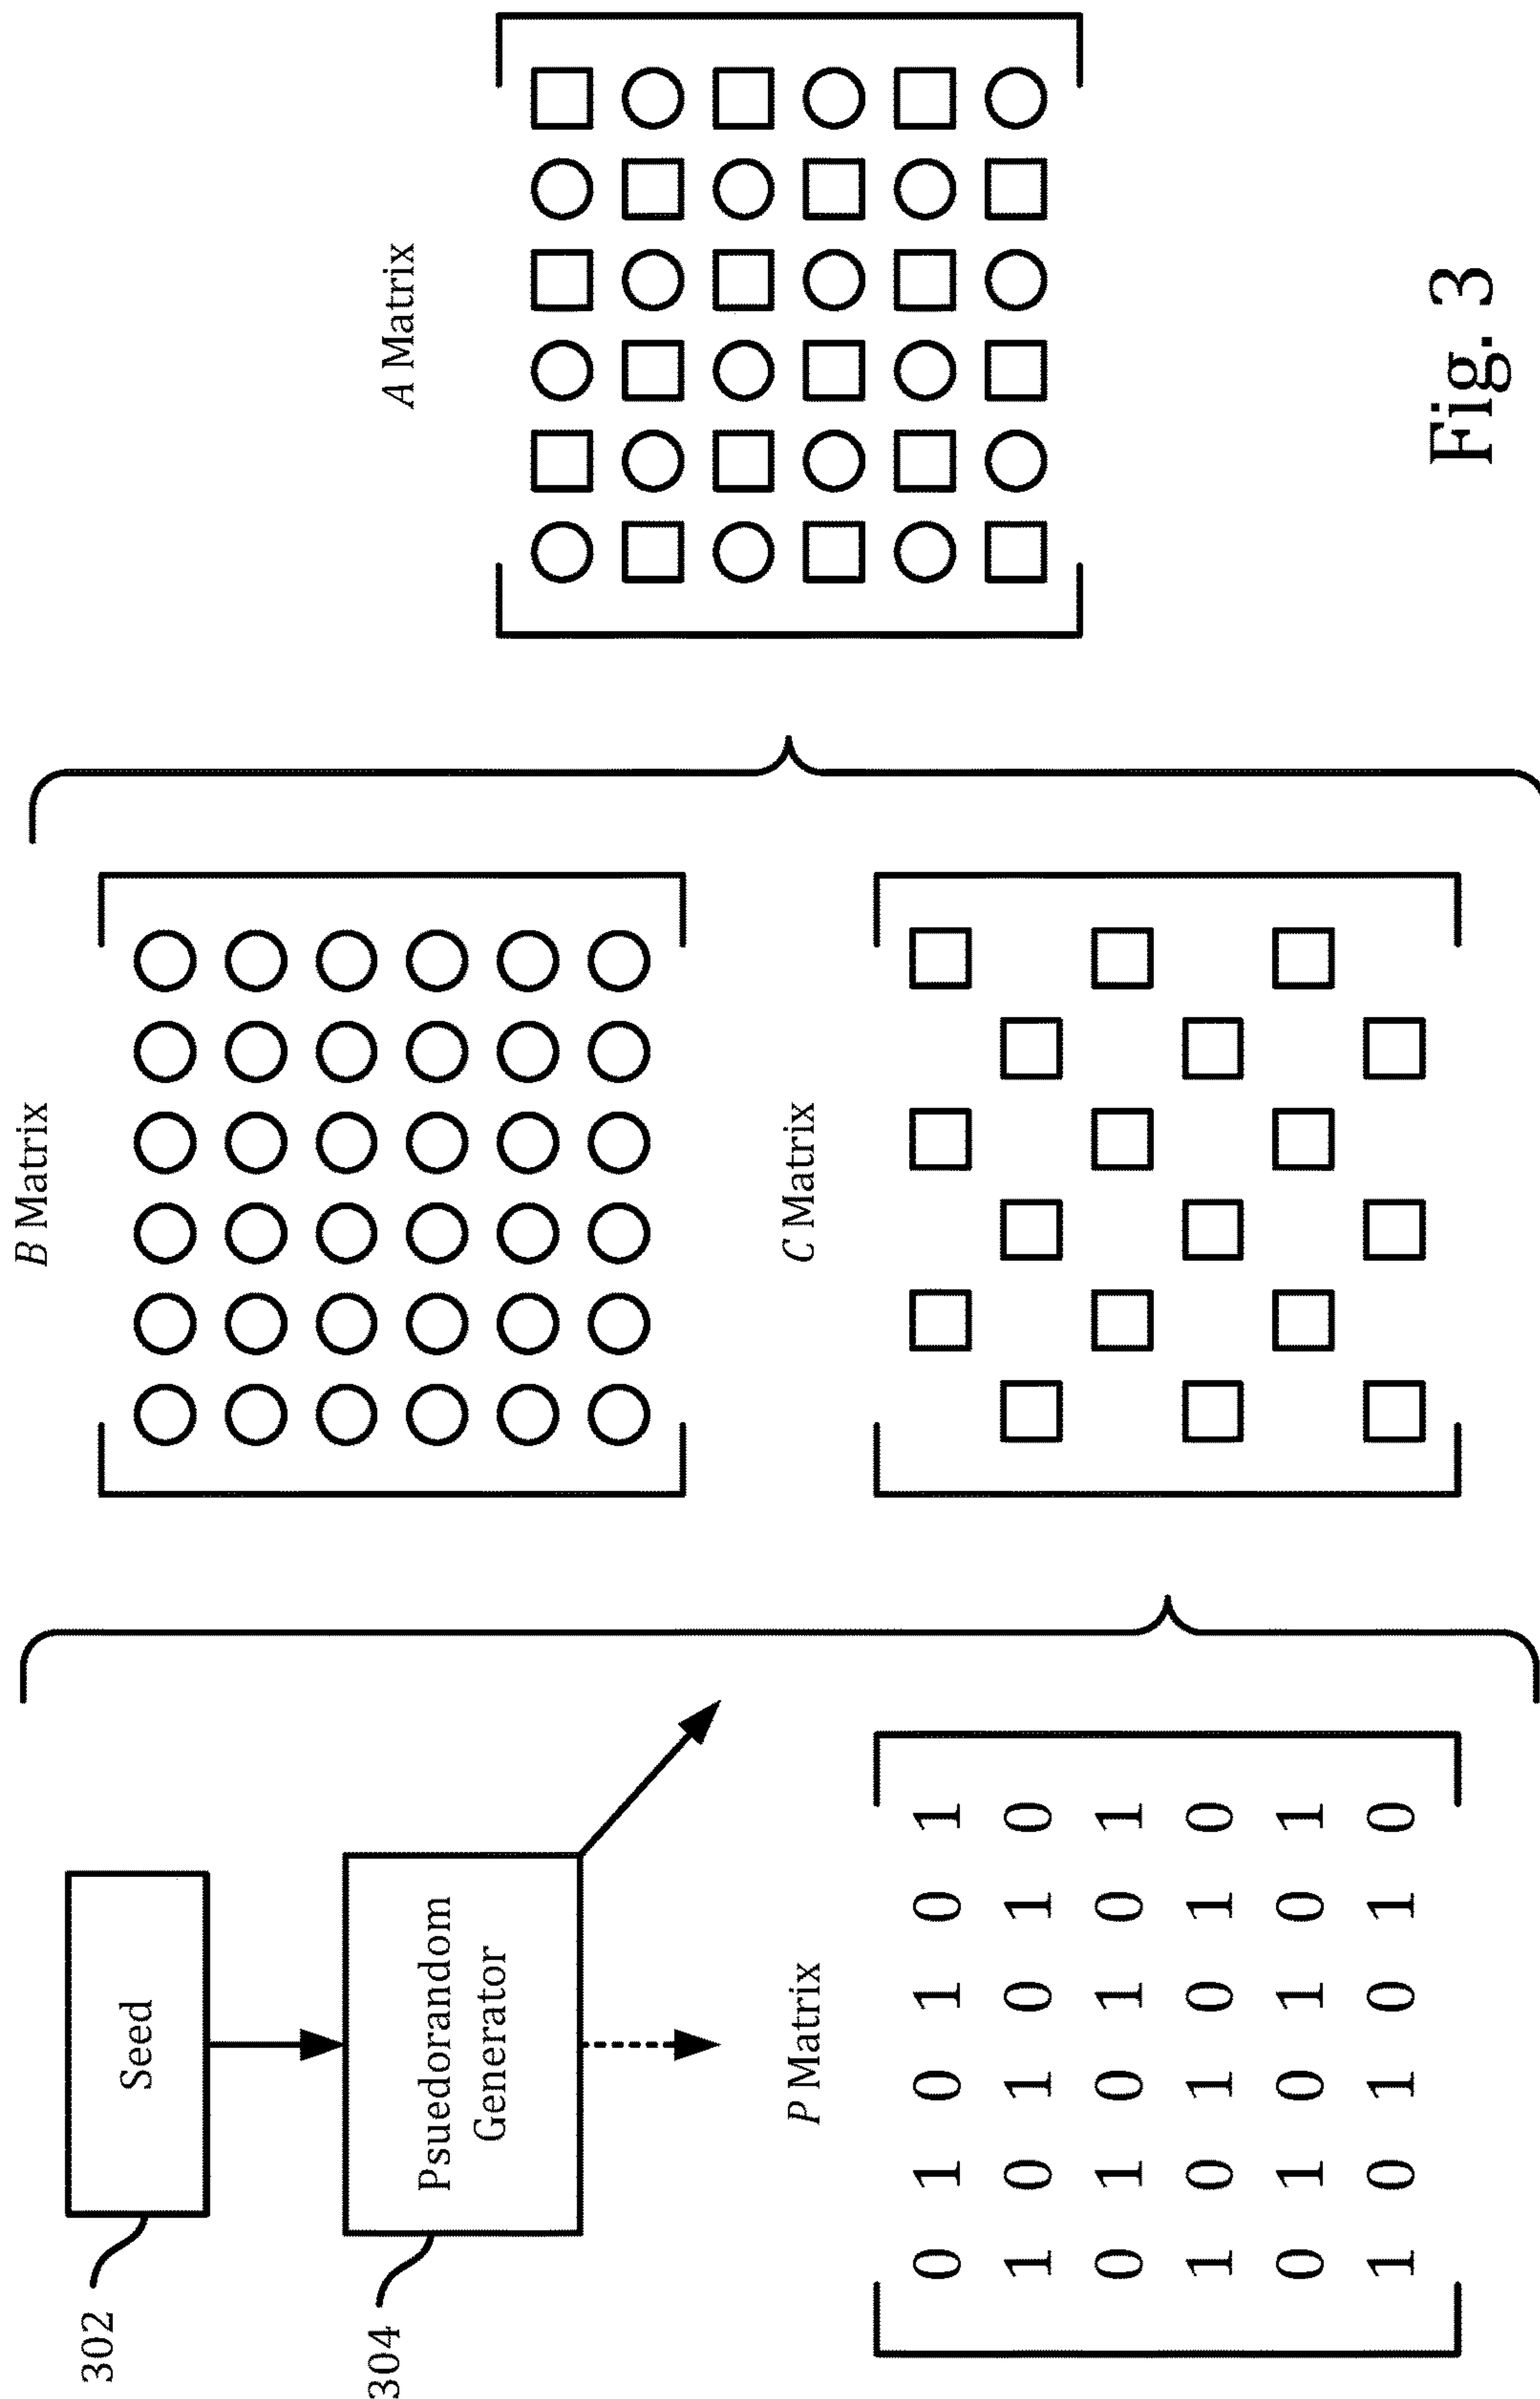 302
Seed
304
Psuedorandom
Generator
P Matrix
0 1 0 1 0 1
1 0 1 0 1 0
0 1 0 1 0 1
1 0 1 0 1 0
0 1 0 1 0 1
1 0 1 0 1 0
B Matrix
C Matrix
A Matrix
Fig. 3